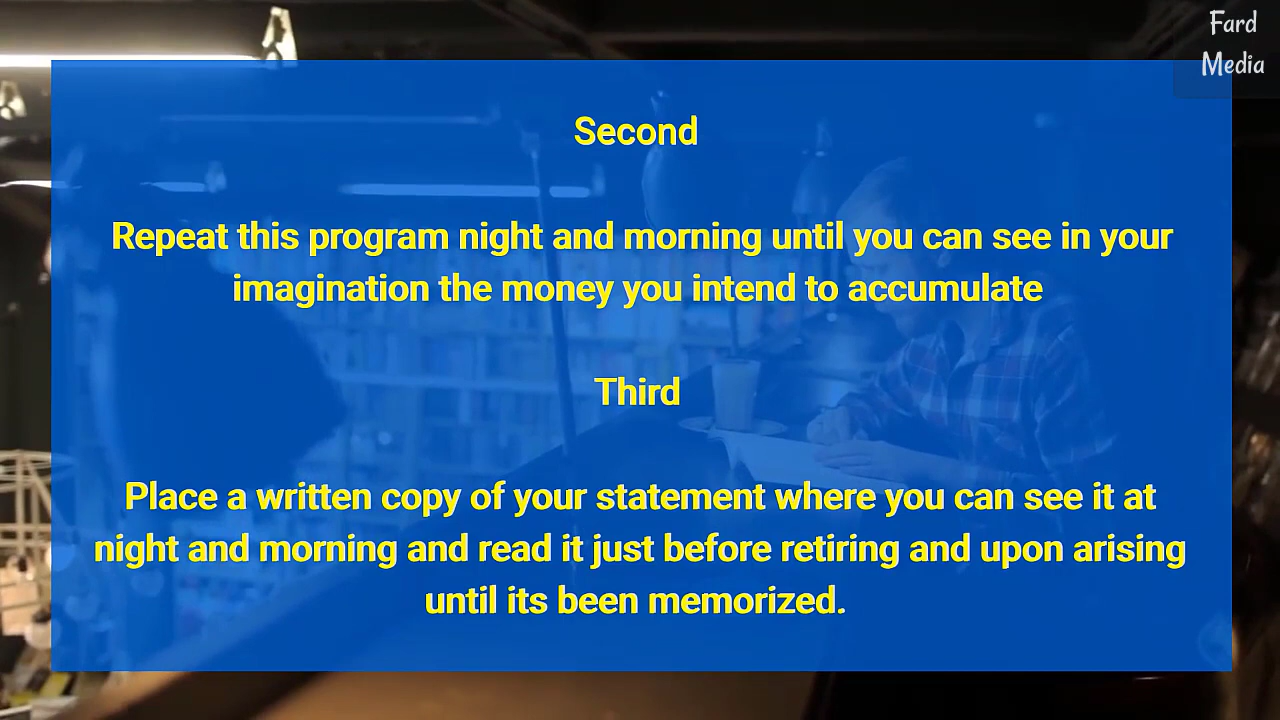 Fard
Media
Second
Repeat this program night and morning until you can see in your
imagination the money you intend to accumulate
Third
Place a written copy of your statement where you can see it at
night and morning and read it just before retiring and upon arising
until its been memorized.